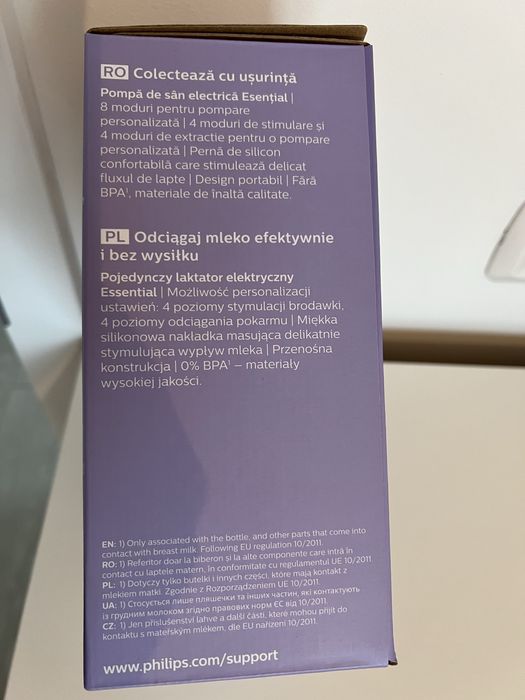 RO Colectează cu ușurință
Pompă de sân electrică Esențial |
8 moduri pentru pompare
personalizată | 4 moduri de stimulare și
4 moduri de extractie pentru o pompare
personalizată | Pernă de silicon
confortabilă care stimulează delicat
fluxul de lapte | Design portabil | Fără
BPA¹, materiale de înaltă calitate.
PL Odciągaj mleko efektywnie
i bez wysiłku
Pojedynczy laktator elektryczny
Essential | Możliwość personalizacji
ustawień: 4 poziomy stymulacji brodawki,
4 poziomy odciągania pokarmu | Miękka
silikonowa nakładka masująca delikatnie
stymulująca wypływ mleka | Przenośna
konstrukcja | 0% BPA¹ – materiały
wysokiej jakości.
EN: 1) Only associated with the bottle, and other parts that come into
contact with breast milk. Following EU regulation 10/2011.
RO: 1) Referitor doar la biberon și la alte componente care intră în
contact cu laptele matern, în conformitate cu regulamentul UE 10/2011.
PL: 1) Dotyczy tylko butelki i innych części, które mają kontakt z
mlekiem matki. Zgodnie z Rozporządzeniem UE 10/2011.
UA: 1) Стосується лише пляшечки та інших частин, які контактують
із грудним молоком згідно правових норм ЄС від 10/2011.
CZ: 1) Jen příslušenství lahve a další části, které mohou přijít do
kontaktu s mateřským mlékem, dle EU nařízení 10/2011.
www.philips.com/support